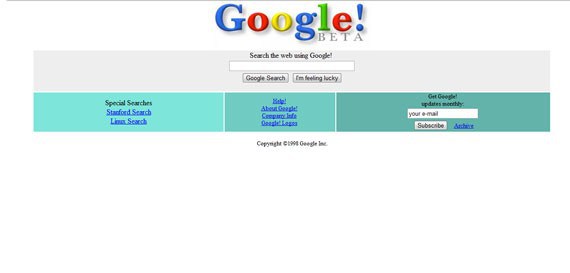 Google!
BETA
Search the web using Google!
Google Search
I'm feeling lucky
Special Searches
Stanford Search
Linux Search
Help!
About Google!
Company Info
Google! Logos
Get Google!
updates monthly:
your e-mail
Subscribe
Archive
Copyright ©1998 Google Inc.